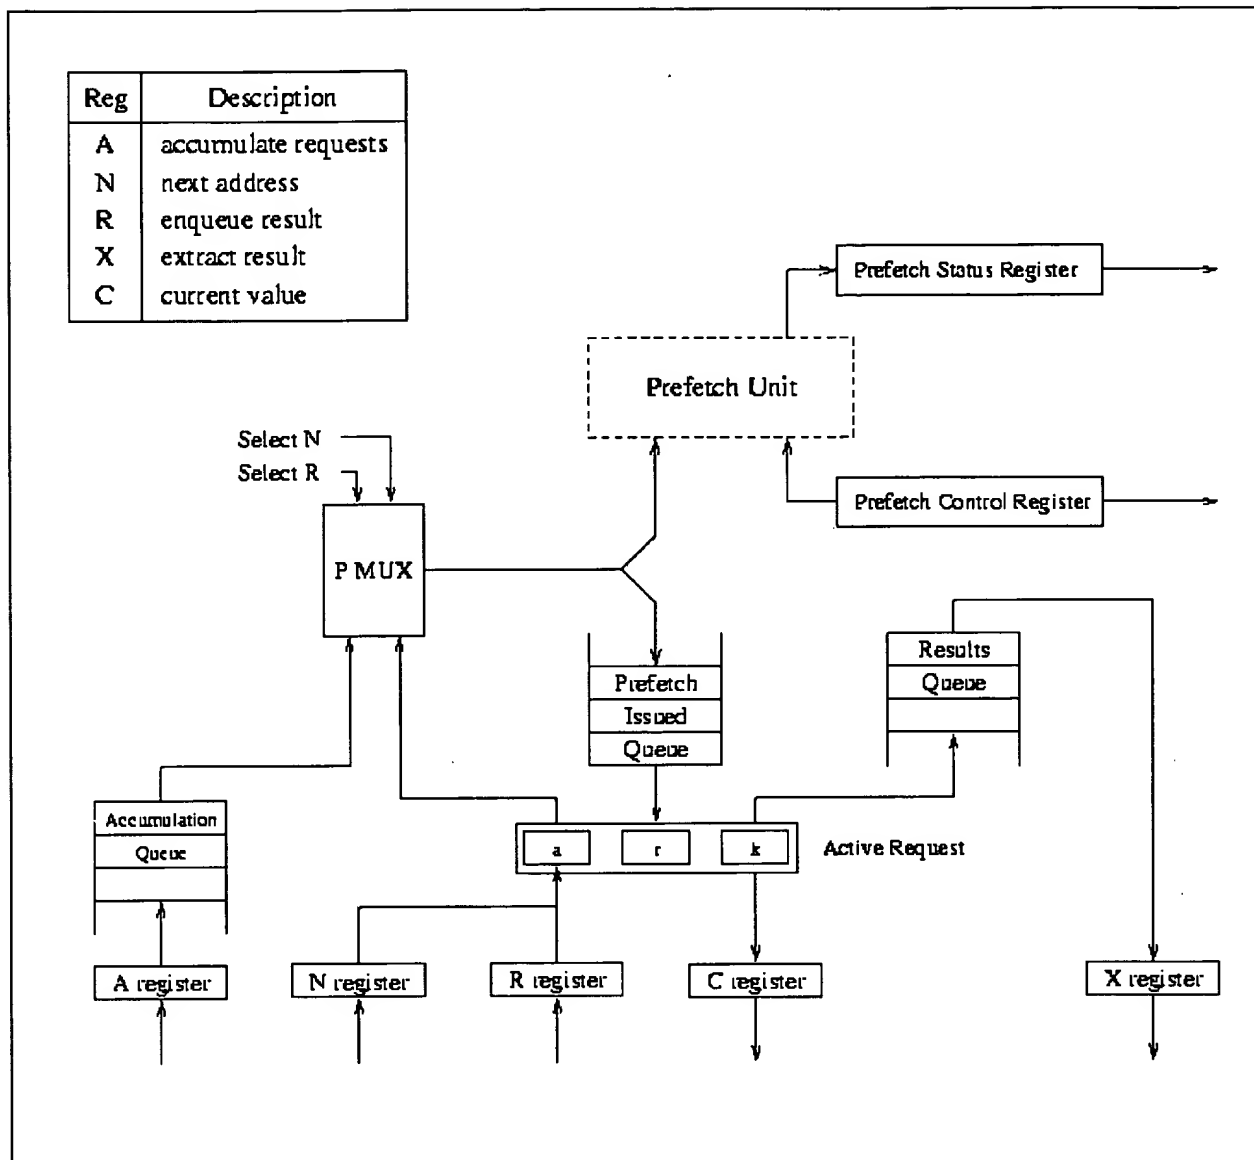 Reg Description
A accumulate requests
N next address
R enqueue result
X extract result
C current value
Prefetch Status Register
Prefetch Unit
Select N
Select R
Prefetch Control Register
P MUX
Results
Queue
Prefetch
Issued
Queue
Accumulation
Queue
a r k Active Request
A register
N register
R register
C register
X register